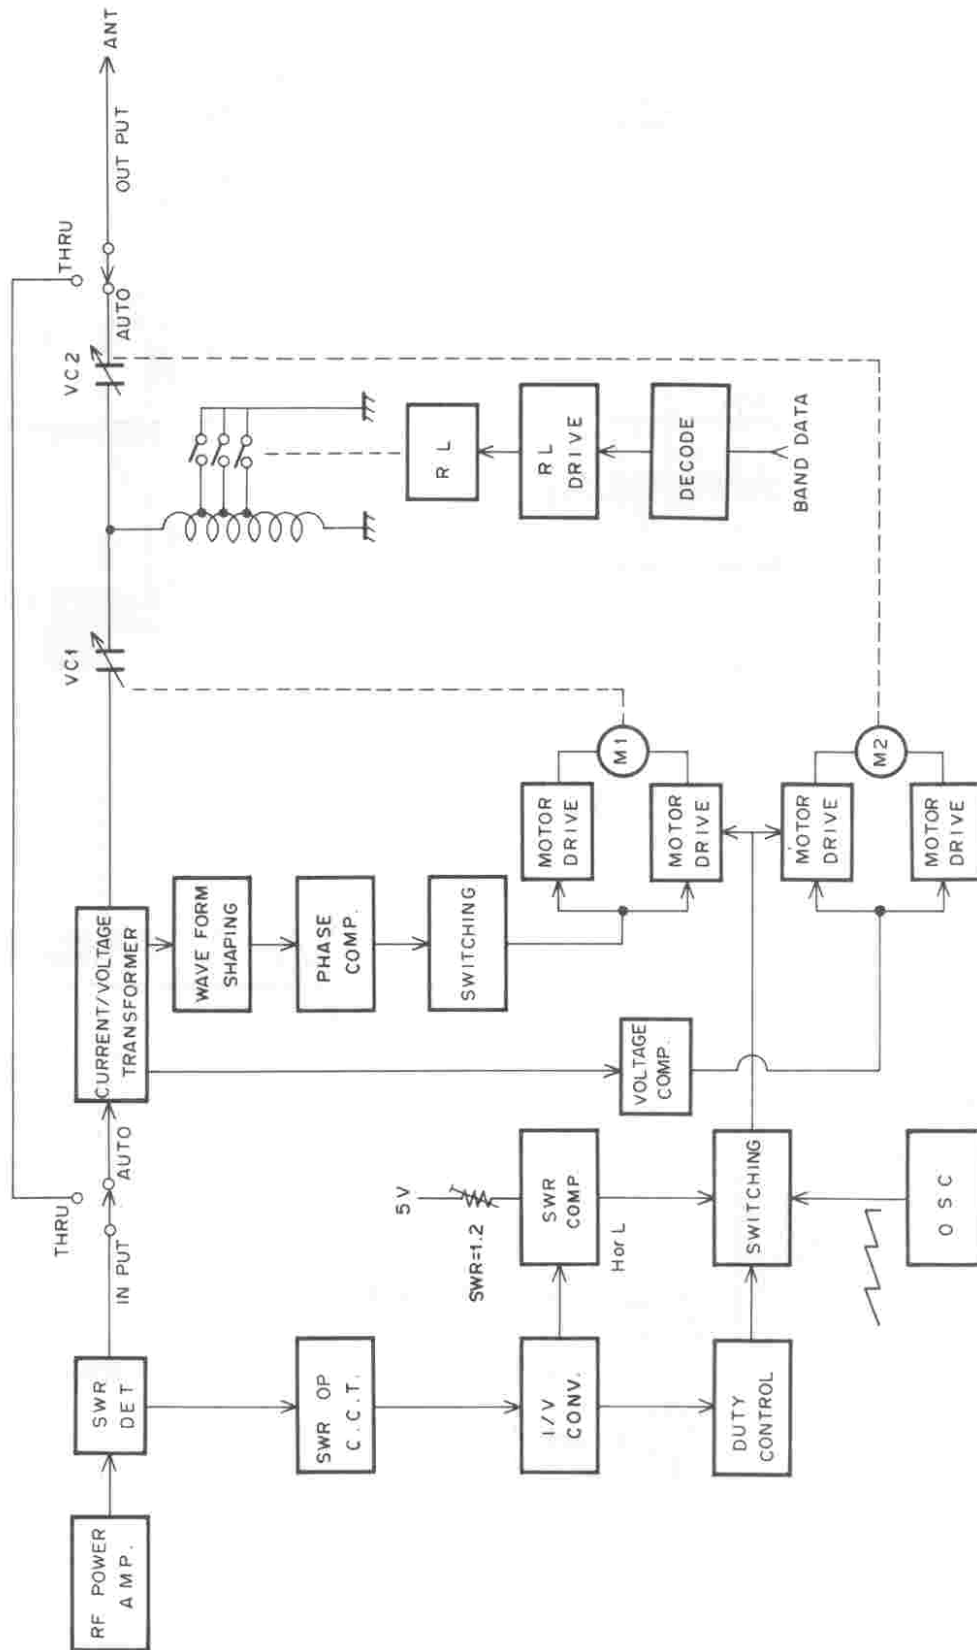 RF POWER
AMP.
SWR
DET
IN PUT
THRU
AUTO
CURRENT/VOLTAGE
TRANSFORMER
VC1
VC2
AUTO
THRU
OUT PUT
ANT
SWR OP
C.C.T.
WAVE FORM
SHAPING
PHASE
COMP.
SWITCHING
I/V
CONV.
5V
SWR=1.2
SWR
COMP
H or L
VOLTAGE
COMP.
MOTOR
DRIVE
MOTOR
DRIVE
M1
RL
RL
DRIVE
DECODE
BAND DATA
DUTY
CONTROL
SWITCHING
OSC
MOTOR
DRIVE
MOTOR
DRIVE
M2